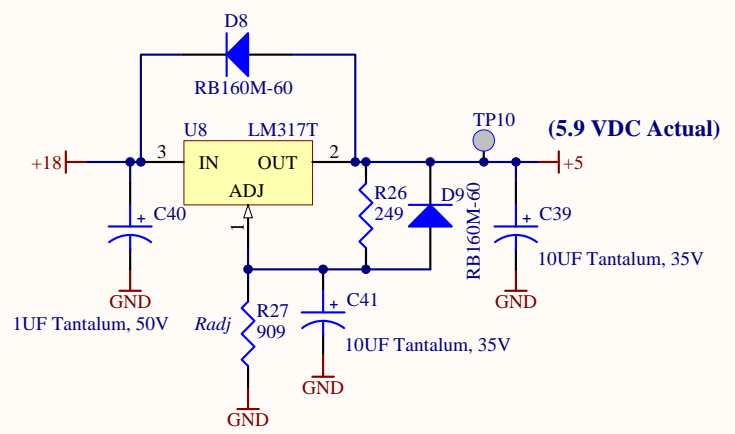 D8
RB160M-60
U8 LM317T
TP10
(5.9 VDC Actual)
+18
3
IN OUT
2
+5
ADJ
1
C40
+
R26
249
D9
RB160M-60
+
C39
10UF Tantalum, 35V
GND
GND
1UF Tantalum, 50V
Radj
R27
909
+
C41
10UF Tantalum, 35V
GND
GND